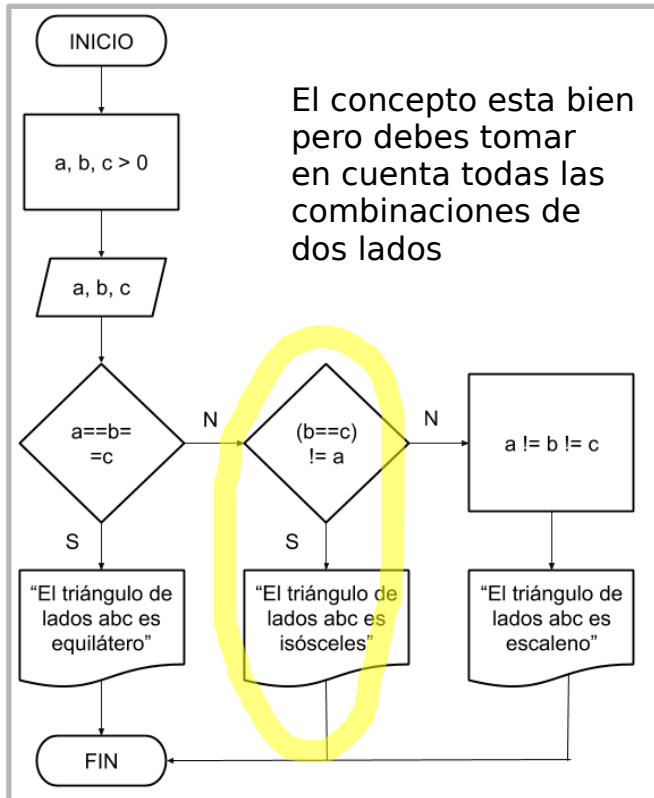 INICIO
El concepto esta bien
pero debes tomar
en cuenta todas las
combinaciones de
dos lados
a, b, c > 0
a, b, c
a==b=
=c
N
(b==c)
!= a
N
a != b != c
S
S
“El triángulo de
lados abc es
equilátero”
“El triángulo de
lados abc es
isósceles”
“El triángulo de
lados abc es
escaleno”
FIN